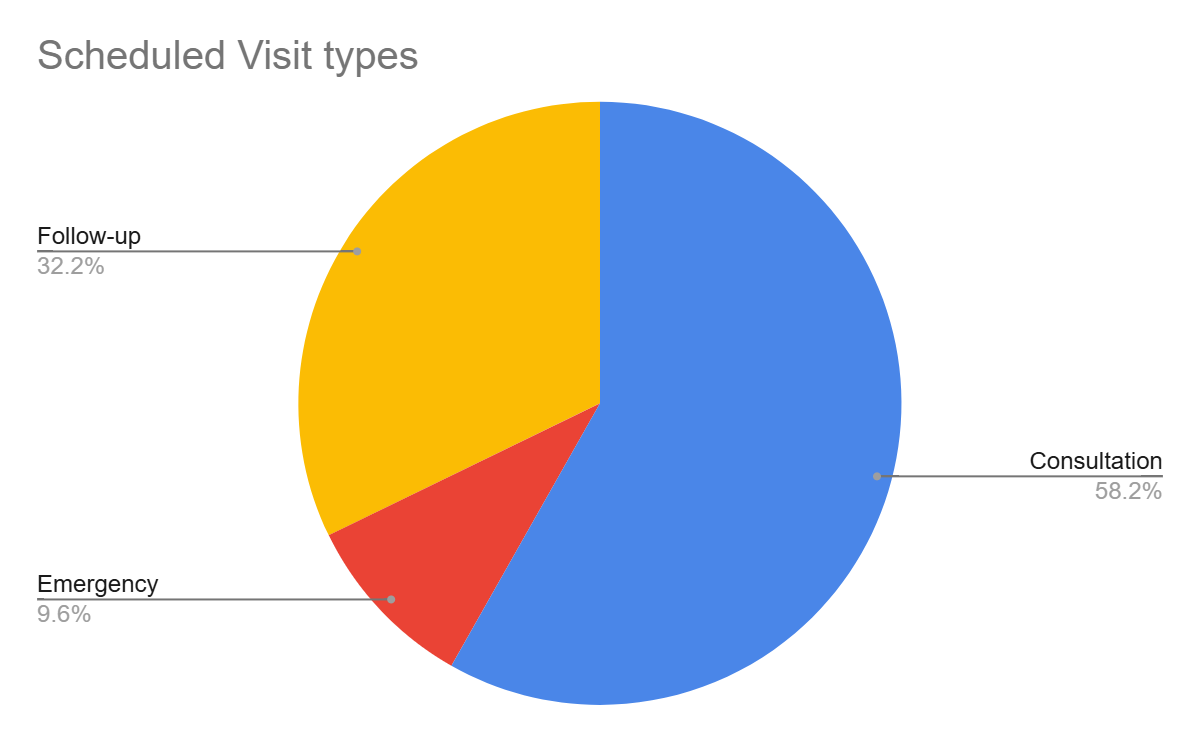 Scheduled Visit types
Follow-up
32.2%
Consultation
58.2%
Emergency
9.6%